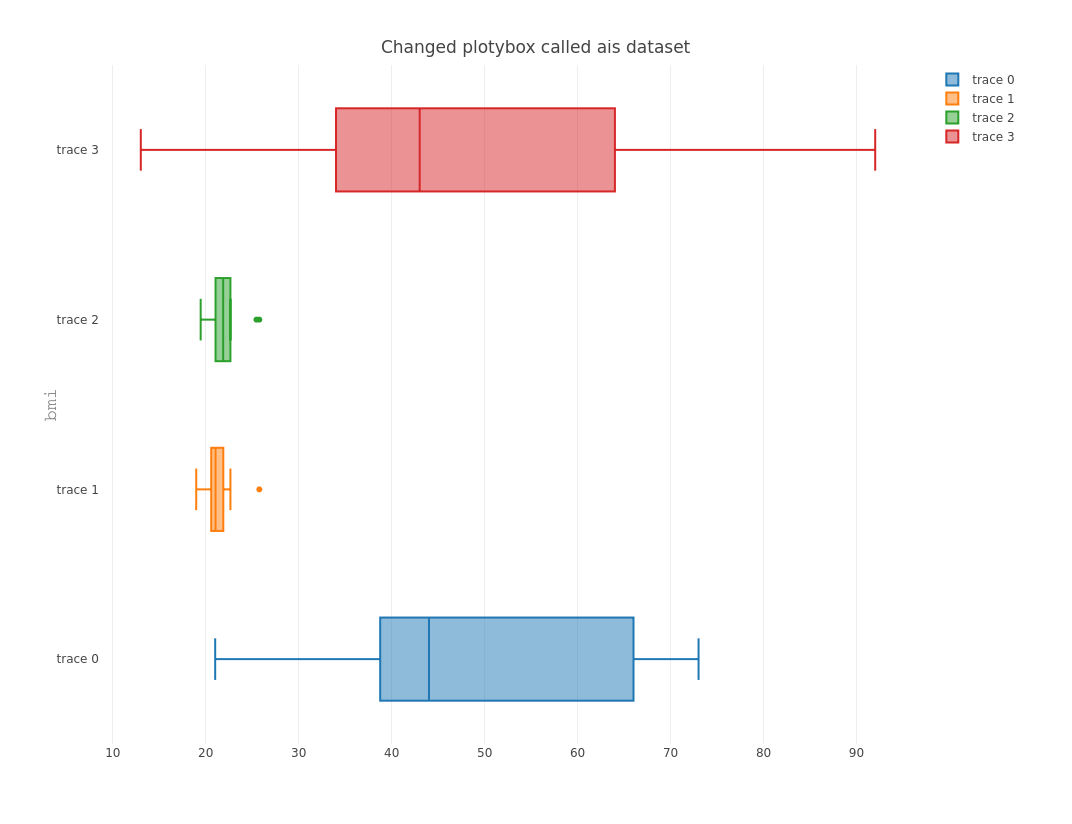 Changed plotybox called ais dataset
trace 0
trace 1
trace 2
trace 3
trace 3
trace 2
bmi
trace 1
trace 0
10 20 30 40 50 60 70 80 90